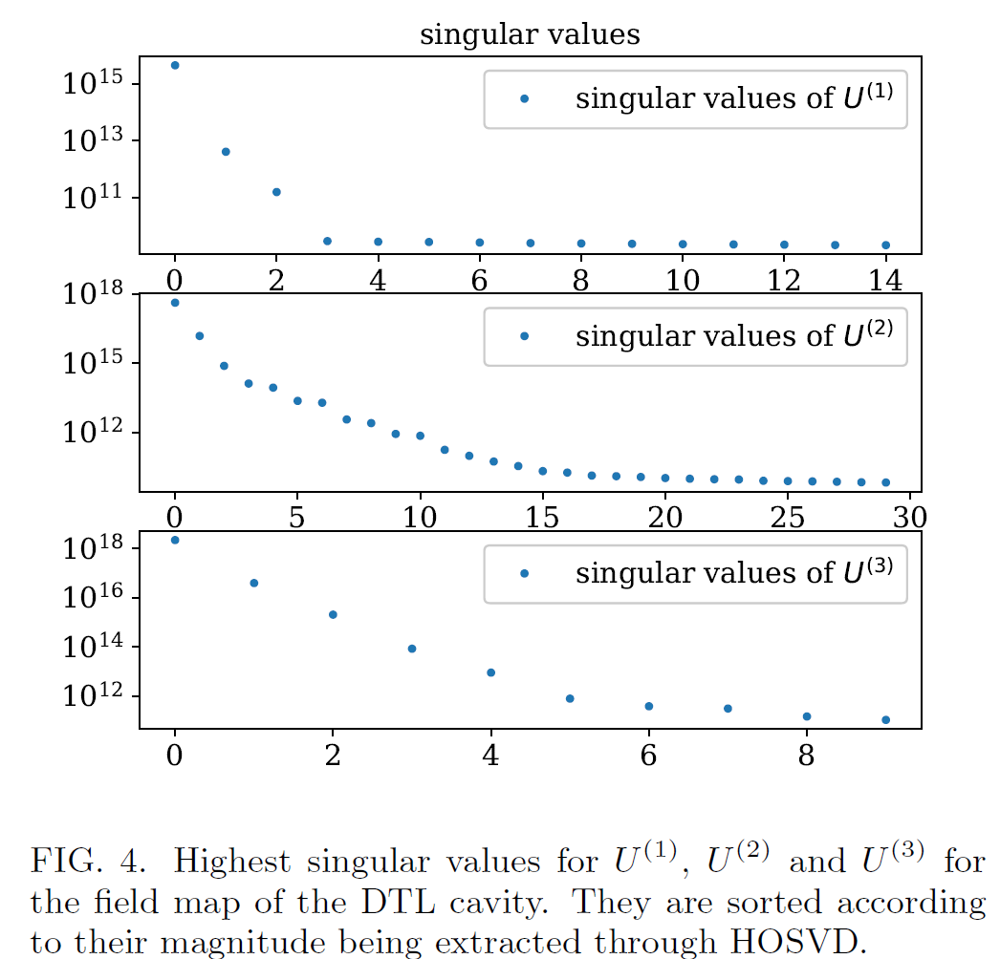 singular values
10^15
10^13
10^11
singular values of U^(1)
0 2 4 6 8 10 12 14
10^18
10^15
10^12
singular values of U^(2)
0 5 10 15 20 25 30
10^18
10^16
10^14
10^12
singular values of U^(3)
0 2 4 6 8
FIG. 4. Highest singular values for U^(1), U^(2) and U^(3) for
the field map of the DTL cavity. They are sorted according
to their magnitude being extracted through HOSVD.